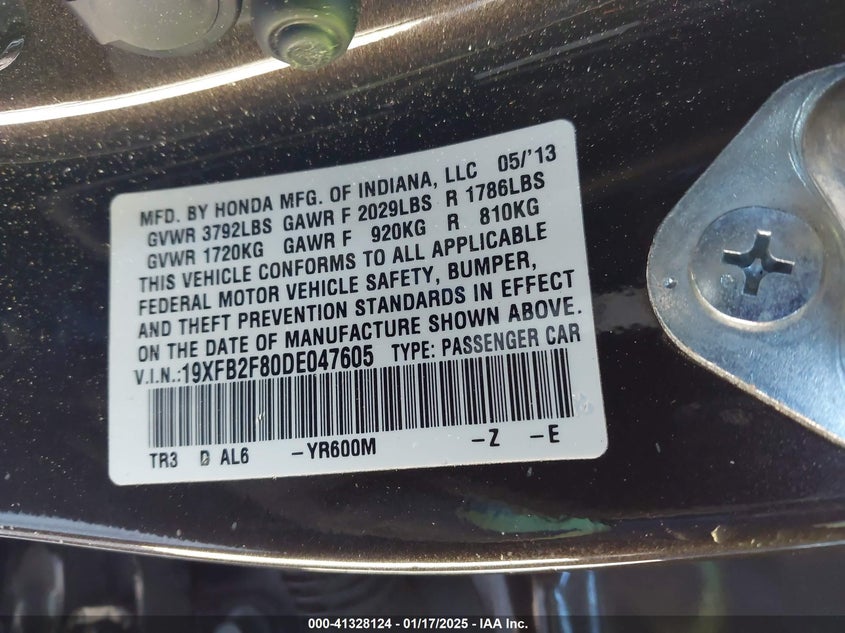 MFD. BY HONDA MFG. OF INDIANA, LLC 05/'13
GVWR 3792LBS GAWR F 2029LBS R 1786LBS
GVWR 1720KG GAWR F 920KG R 810KG
THIS VEHICLE CONFORMS TO ALL APPLICABLE
FEDERAL MOTOR VEHICLE SAFETY, BUMPER,
AND THEFT PREVENTION STANDARDS IN EFFECT
ON THE DATE OF MANUFACTURE SHOWN ABOVE.
V.I.N.:19XFB2F80DE047605 TYPE: PASSENGER CAR
TR3 D AL6 -YR600M -Z -E
000-41328124 - 01/17/2025 - IAA Inc.